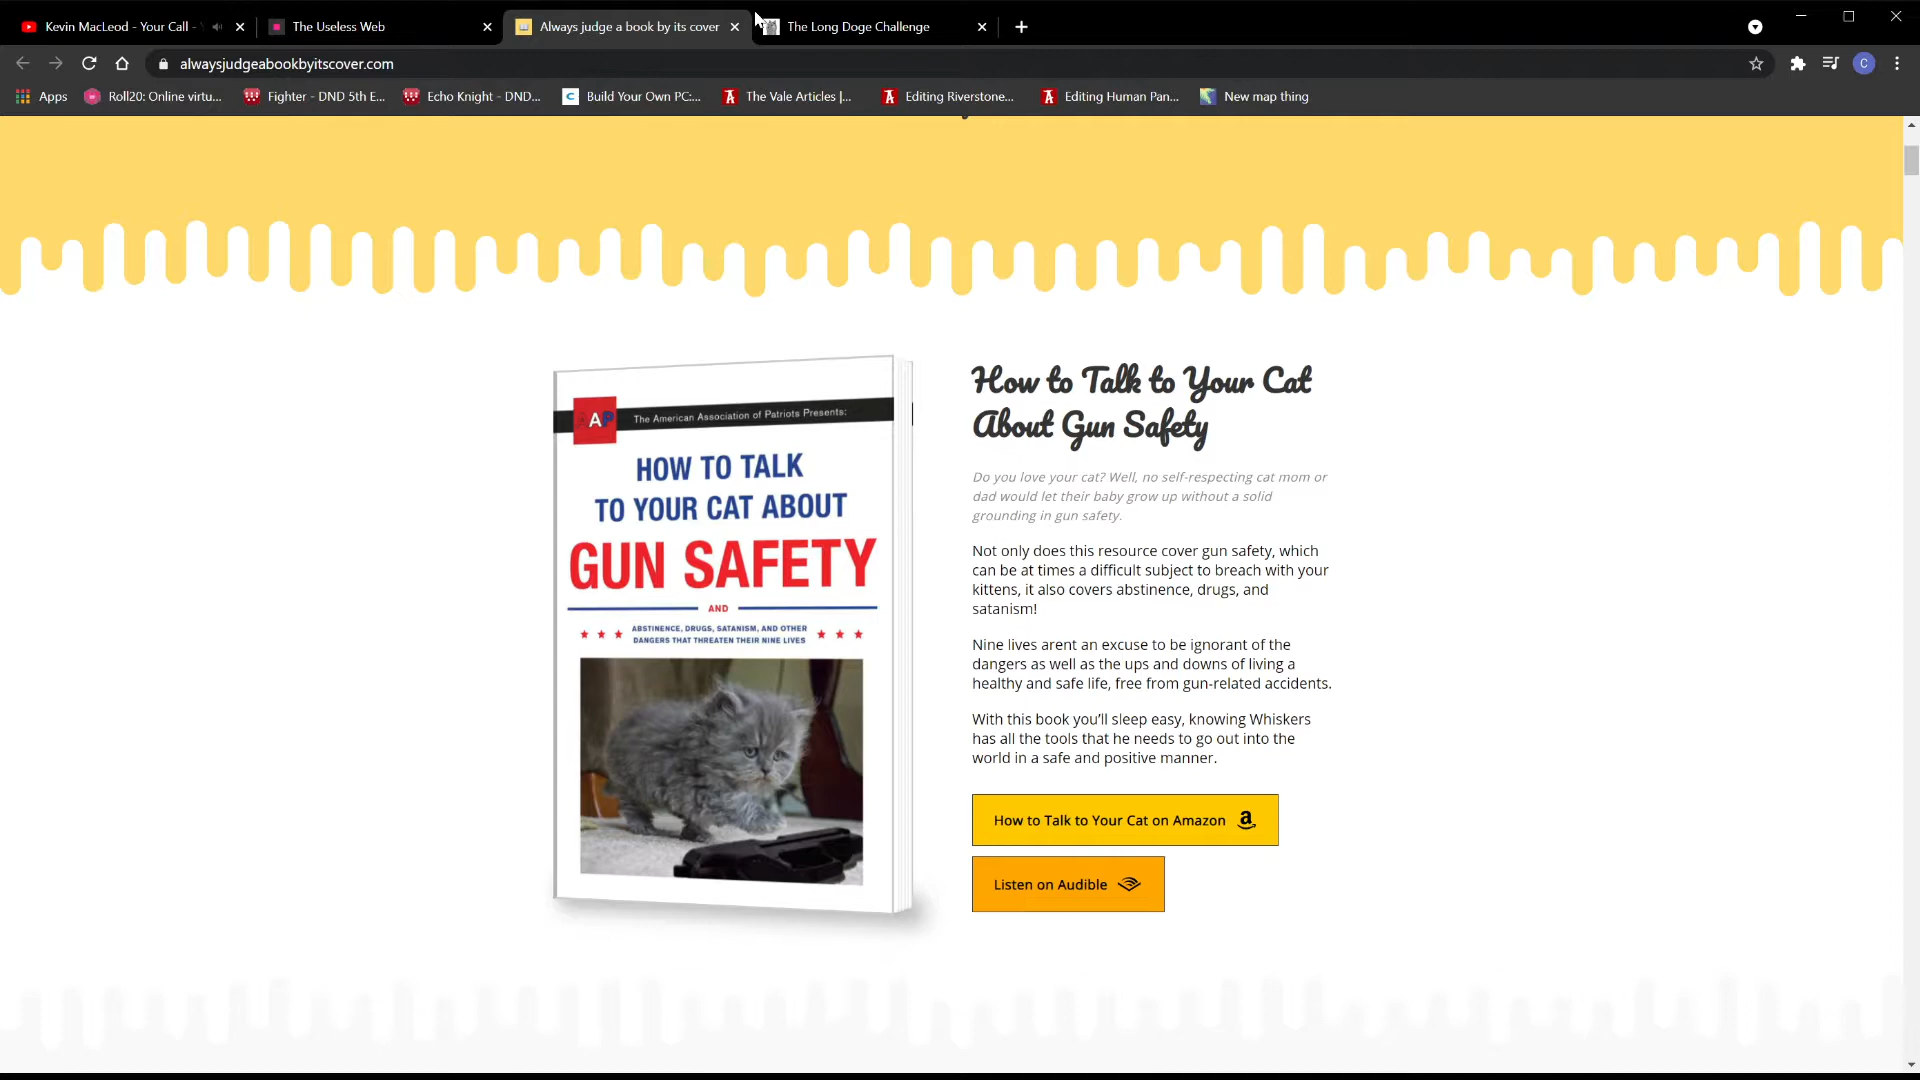 Kevin MacLeod - Your Call -
The Useless Web
Always judge a book by its cover
The Long Doge Challenge
alwaysjudgeabookbyitscover.com
C
Apps
Roll20: Online virtu...
Fighter - DND 5th E...
Echo Knight - DND...
C
Build Your Own PC:...
The Vale Articles |...
Editing Riverstone...
Editing Human Pan...
New map thing
AP
The American Association of Patriots Presents:
HOW TO TALK
TO YOUR CAT ABOUT
GUN SAFETY
AND
ABSTINENCE, DRUGS, SATANISM, AND OTHER
DANGERS THAT THREATEN THEIR NINE LIVES
How to Talk to Your Cat
About Gun Safety
Do you love your cat? Well, no self-respecting cat mom or
dad would let their baby grow up without a solid
grounding in gun safety.
Not only does this resource cover gun safety, which
can be at times a difficult subject to breach with your
kittens, it also covers abstinence, drugs, and
satanism!
Nine lives arent an excuse to be ignorant of the
dangers as well as the ups and downs of living a
healthy and safe life, free from gun-related accidents.
With this book you'll sleep easy, knowing Whiskers
has all the tools that he needs to go out into the
world in a safe and positive manner.
How to Talk to Your Cat on Amazon
Listen on Audible